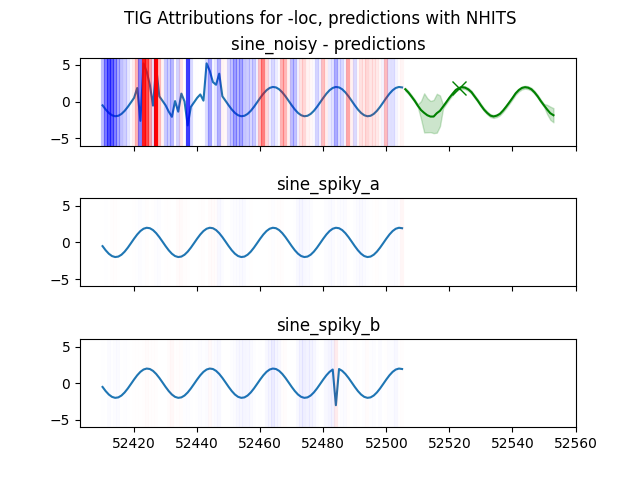 TIG Attributions for -loc, predictions with NHITS
sine_noisy - predictions
5
0
−5
sine_spiky_a
5
0
−5
sine_spiky_b
5
0
−5
52420 52440 52460 52480 52500 52520 52540 52560